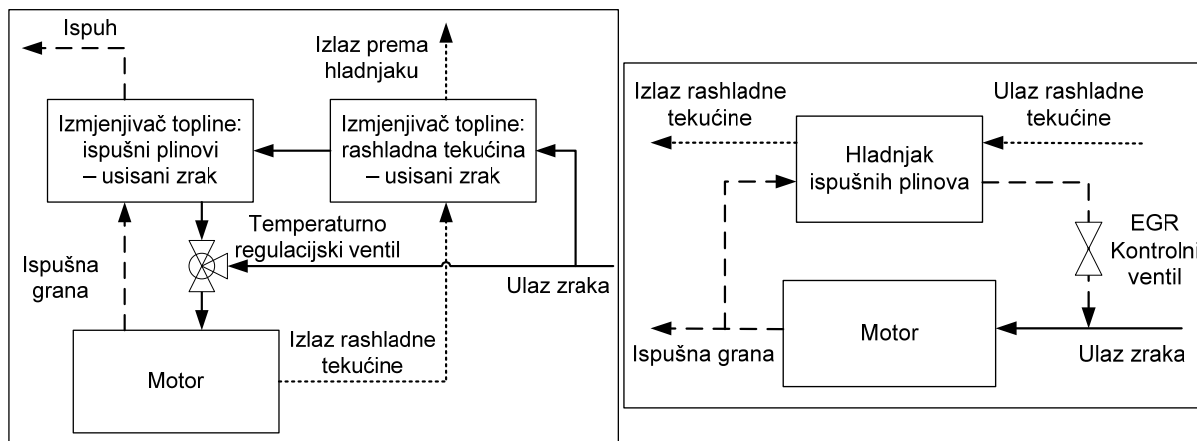 Ispuh
Izlaz prema
hladnjaku
Izmjenjivač topline:
ispušni plinovi
– usisani zrak
Izmjenjivač topline:
rashladna tekućina
– usisani zrak
Temperaturno
regulacijski ventil
Ispušna
grana
Ulaz zraka
Izlaz rashladne
tekućine
Motor
Izlaz rashladne
tekućine
Ulaz rashladne
tekućine
Hladnjak
ispušnih plinova
EGR
Kontrolni
ventil
Motor
Ispušna grana
Ulaz zraka